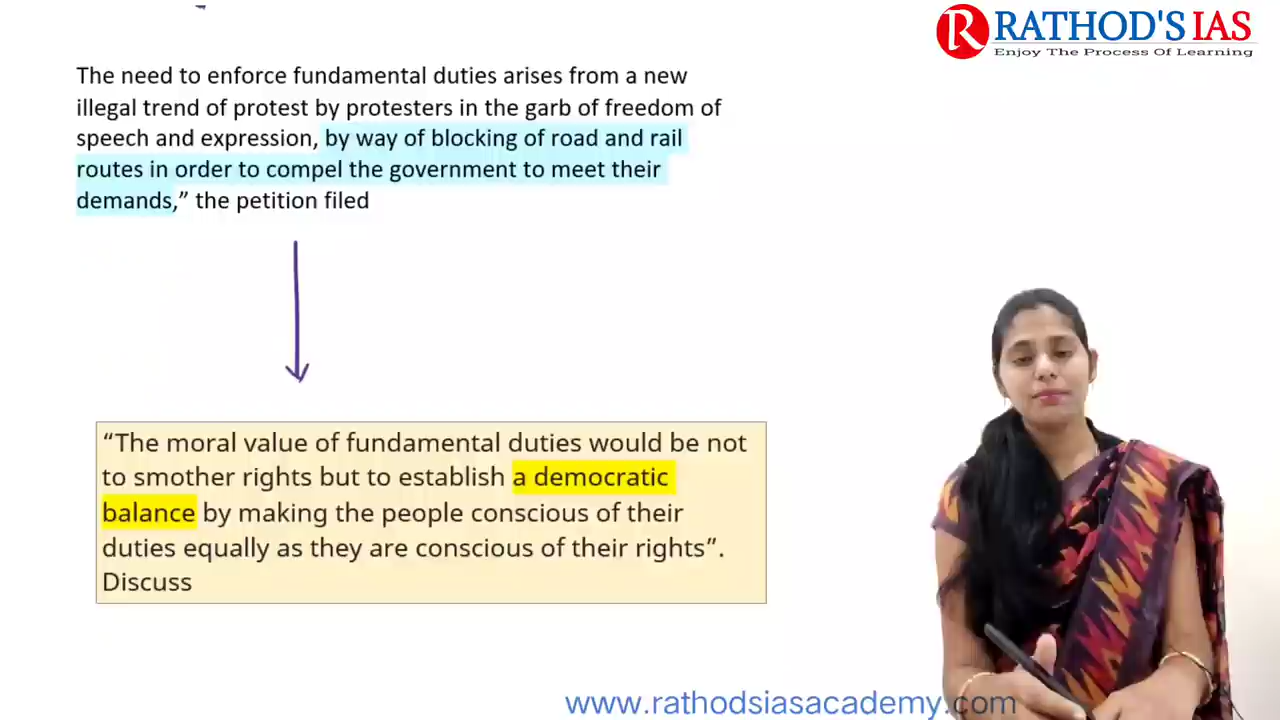 RATHOD'S IAS
Enjoy The Process Of Learning
The need to enforce fundamental duties arises from a new
illegal trend of protest by protesters in the garb of freedom of
speech and expression, by way of blocking of road and rail
routes in order to compel the government to meet their
demands,” the petition filed
“The moral value of fundamental duties would be not
to smother rights but to establish a democratic
balance by making the people conscious of their
duties equally as they are conscious of their rights”.
Discuss
www.rathodsiasacademy.com